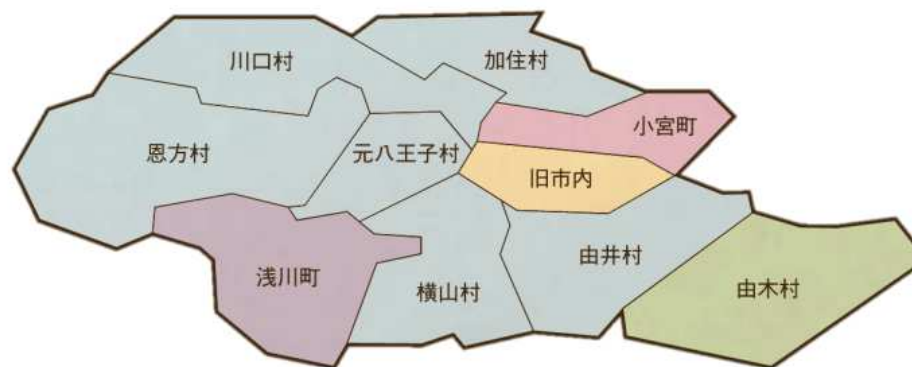 川口村
加住村
小宮町
恩方村
元八王子村
旧市内
浅川町
横山村
由井村
由木村